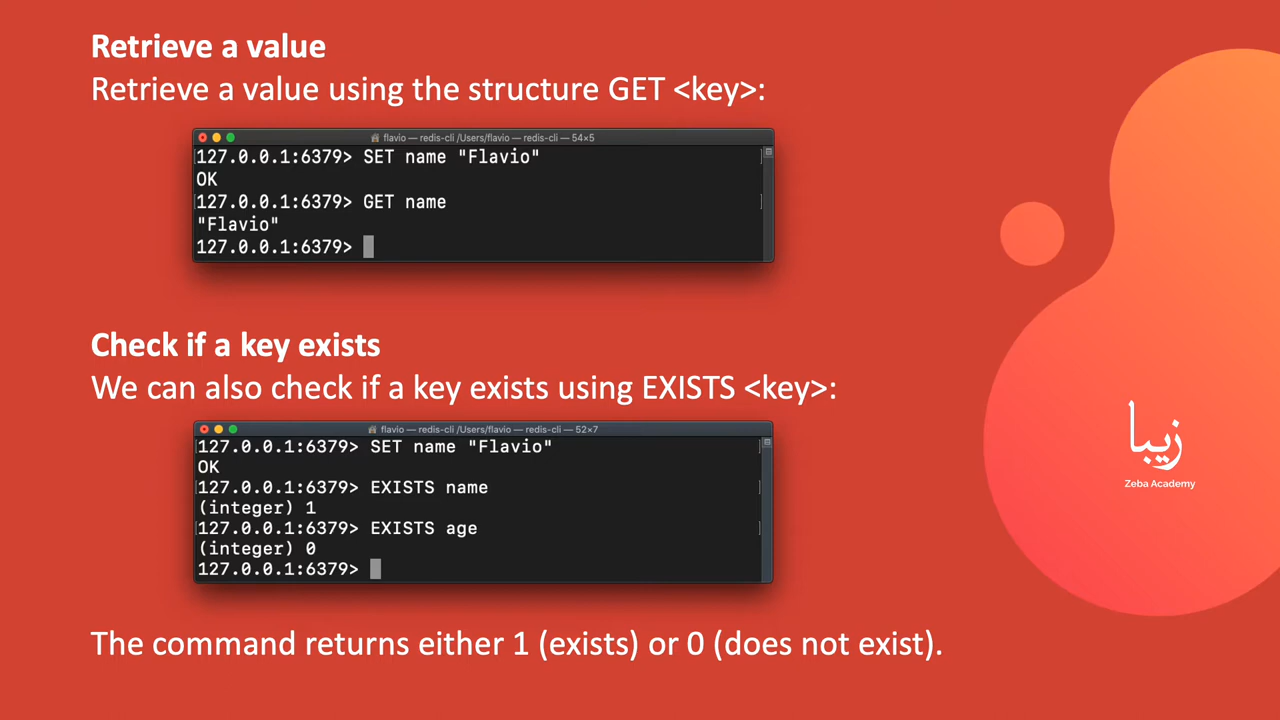 Retrieve a value
Retrieve a value using the structure GET <key>:
flavio — redis-cli /Users/flavio — redis-cli — 54×5
127.0.0.1:6379> SET name "Flavio"
OK
127.0.0.1:6379> GET name
"Flavio"
127.0.0.1:6379>
Check if a key exists
We can also check if a key exists using EXISTS <key>:
flavio — redis-cli /Users/flavio — redis-cli — 52×7
127.0.0.1:6379> SET name "Flavio"
OK
127.0.0.1:6379> EXISTS name
(integer) 1
127.0.0.1:6379> EXISTS age
(integer) 0
127.0.0.1:6379>
زیبا
Zeba Academy
The command returns either 1 (exists) or 0 (does not exist).